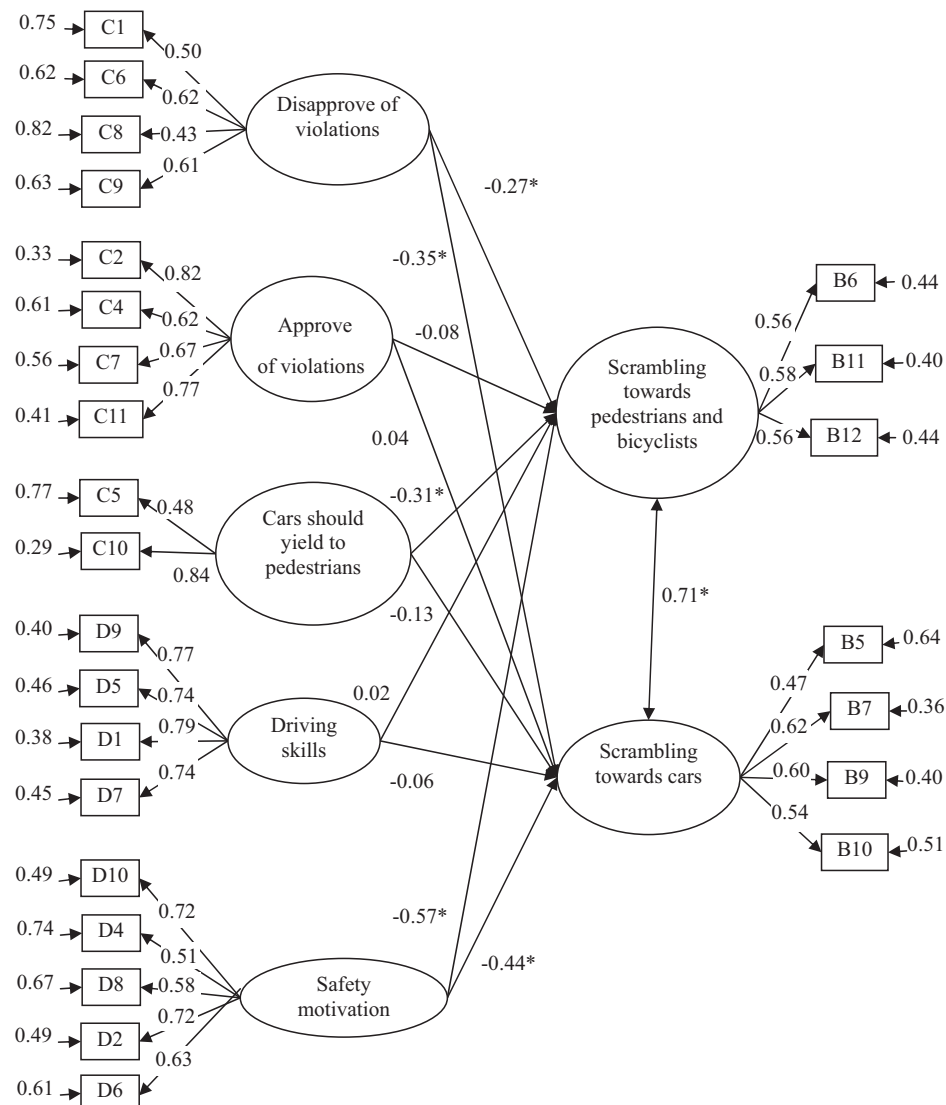 0.75
C1
0.50
0.62
C6
0.62
Disapprove of
violations
0.82
C8
0.43
0.63
C9
0.61
-0.27*
-0.35*
0.33
C2
0.82
0.61
C4
0.62
Approve
of violations
0.56
C7
0.67
0.41
C11
0.77
-0.08
0.04
B6
0.44
0.56
Scrambling
towards
pedestrians and
bicyclists
B11
0.40
0.58
B12
0.44
0.56
0.77
C5
0.48
Cars should
yield to
pedestrians
0.29
C10
0.84
-0.31*
-0.13
0.71*
0.40
D9
0.77
0.46
D5
0.74
Driving
skills
0.38
D1
0.79
0.45
D7
0.74
0.02
-0.06
Scrambling
towards cars
B5
0.64
0.47
B7
0.36
0.62
B9
0.40
0.60
B10
0.51
0.54
0.49
D10
0.72
0.74
D4
0.51
0.67
D8
0.58
Safety
motivation
0.49
D2
0.72
0.61
D6
0.63
-0.57*
-0.44*